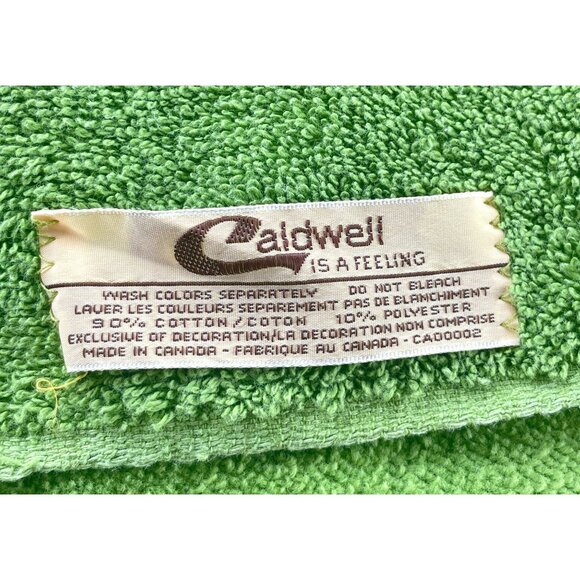 Caldwell
IS A FEELING
WASH COLORS SEPARATELY DO NOT BLEACH
LAVER LES COULEURS SEPAREMENT PAS DE BLANCHIMENT
90% COTTON/COTON 10% POLYESTER
EXCLUSIVE OF DECORATION/LA DECORATION NON COMPRISE
MADE IN CANADA - FABRIQUE AU CANADA - CA00002